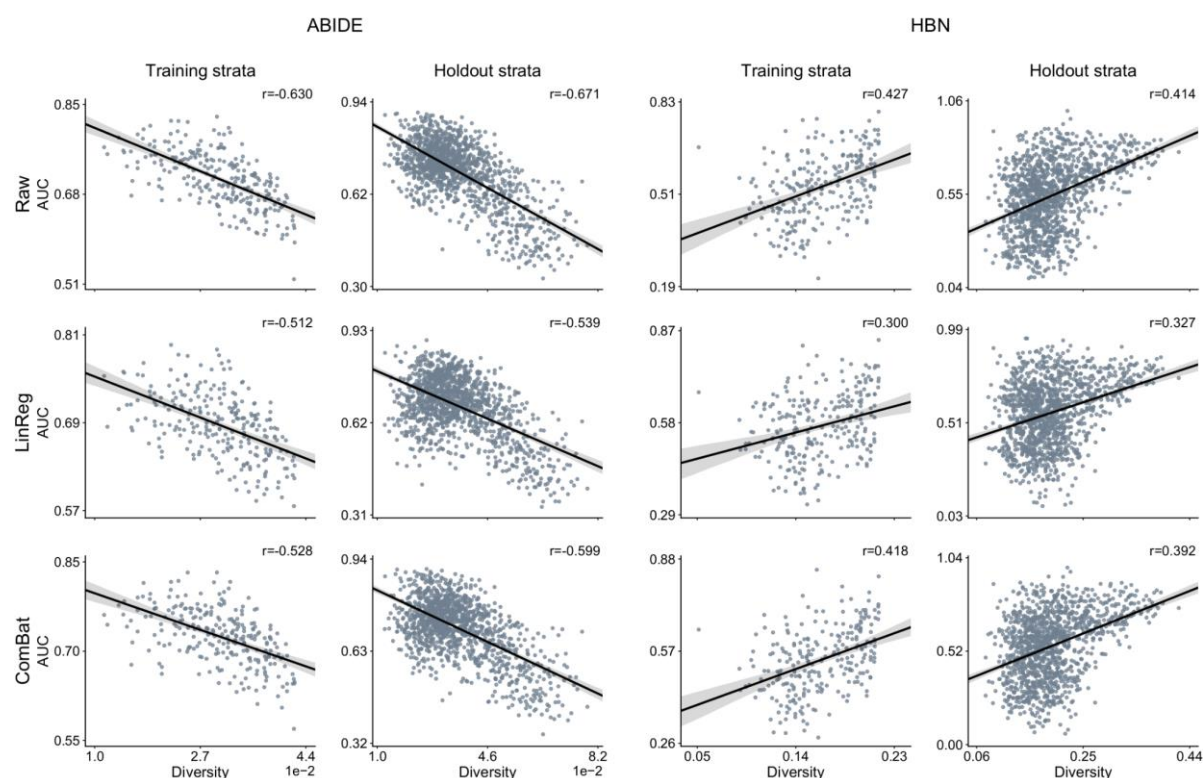 ABIDE HBN
Training strata Holdout strata Training strata Holdout strata
r=-0.630 r=-0.671 r=0.427 r=0.414
0.85 0.94 0.83 1.06
Raw
AUC
0.68 0.62 0.51 0.55
0.51 0.30 0.19 0.04
r=-0.512 r=-0.539 r=0.300 r=0.327
0.81 0.93 0.87 0.99
LinReg
AUC
0.69 0.62 0.58 0.51
0.57 0.31 0.29 0.03
r=-0.528 r=-0.599 r=0.418 r=0.392
0.85 0.94 0.88 1.04
ComBat
AUC
0.70 0.63 0.57 0.52
0.55 0.32 0.26 0.00
1.0 2.7 4.4 1.0 4.6 8.2 0.05 0.14 0.23 0.06 0.25 0.44
Diversity 1e-2 Diversity 1e-2 Diversity Diversity